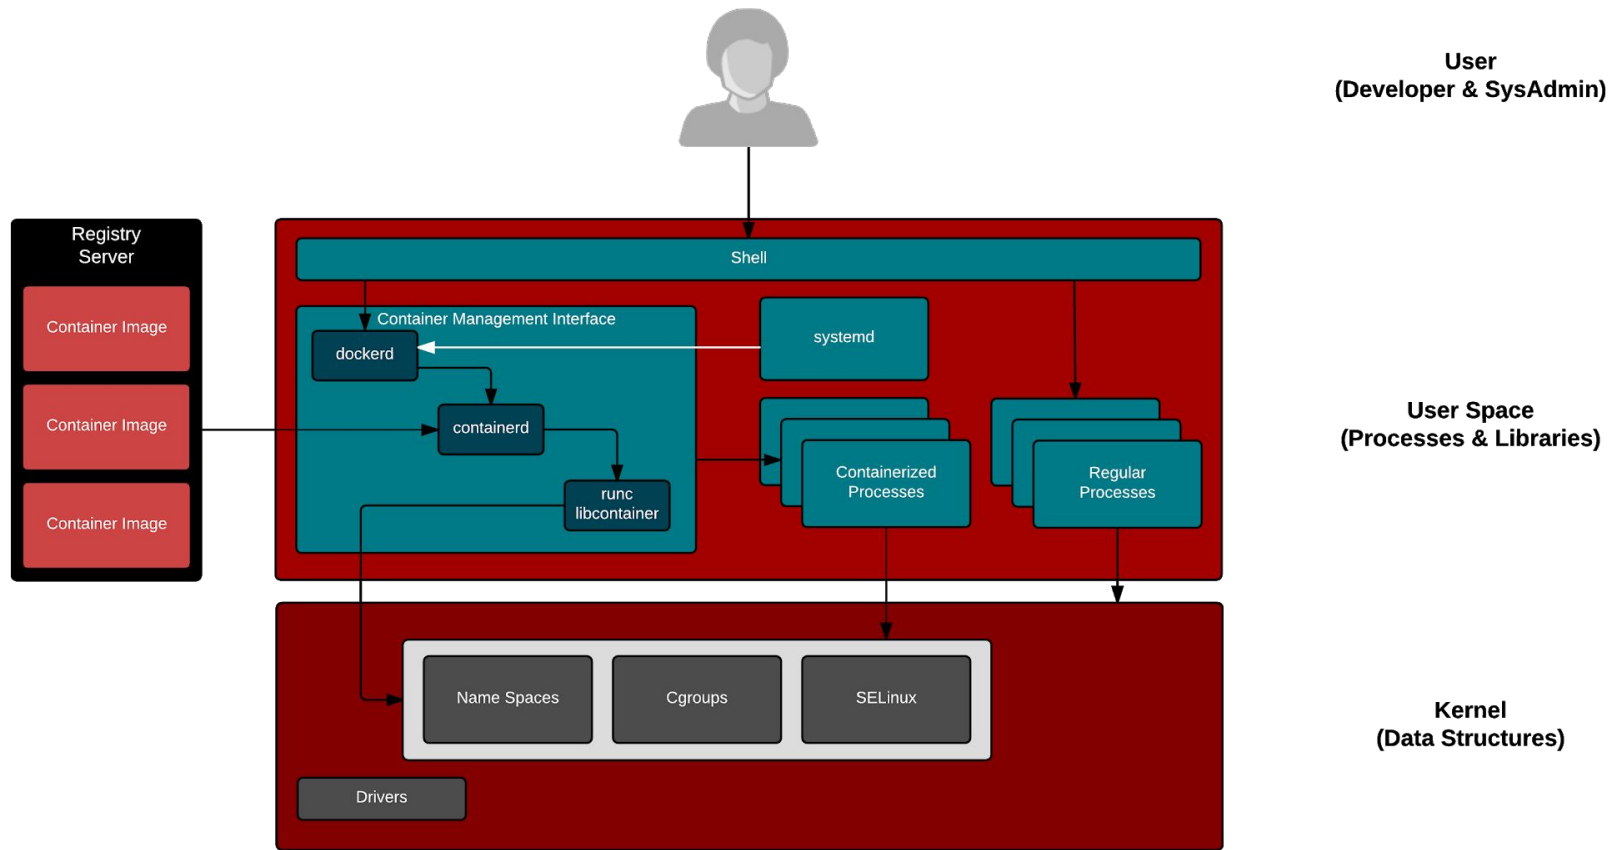 User
(Developer & SysAdmin)
Registry
Server
Container Image
Container Image
Container Image
Shell
Container Management Interface
dockerd
systemd
containerd
runc
libcontainer
Containerized
Processes
Regular
Processes
User Space
(Processes & Libraries)
Name Spaces
Cgroups
SELinux
Drivers
Kernel
(Data Structures)